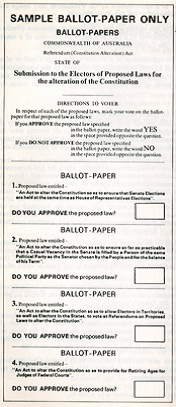 SAMPLE BALLOT-PAPER ONLY
BALLOT-PAPERS
COMMONWEALTH OF AUSTRALIA
Referendum (Constitution Alteration) Act
STATE OF
Submission to the Electors of Proposed Laws for
the alteration of the Constitution
DIRECTIONS TO VOTER
In respect of each of the proposed laws, mark your vote on the ballot-
paper for that proposed law as follows:
If you APPROVE the proposed law specified
in the ballot-paper, write the word YES
in the space provided opposite the question.
If you DO NOT APPROVE the proposed law specified
in the ballot-paper, write the word NO
in the space provided opposite the question.
BALLOT-PAPER
1. Proposed law entitled –
"An Act to alter the Constitution so as to ensure that Senate Elections
are held at the same time as House of Representatives Elections".
DO YOU APPROVE the proposed law?
BALLOT-PAPER
2. Proposed law entitled –
"An Act to alter the Constitution so as to ensure as far as practicable
that a Casual Vacancy in the Senate is filled by a Person of the same
Political Party as the Senator chosen by the People and for the balance
of his Term".
DO YOU APPROVE the proposed law?
BALLOT-PAPER
3. Proposed law entitled –
"An Act to alter the Constitution so as to allow Electors in Territories,
as well as Electors in the States, to vote at Referendums on Proposed
Laws to alter the Constitution".
DO YOU APPROVE the proposed law?
BALLOT-PAPER
4. Proposed law entitled –
"An Act to alter the Constitution so as to provide for Retiring Ages for
Judges of Federal Courts".
DO YOU APPROVE the proposed law?